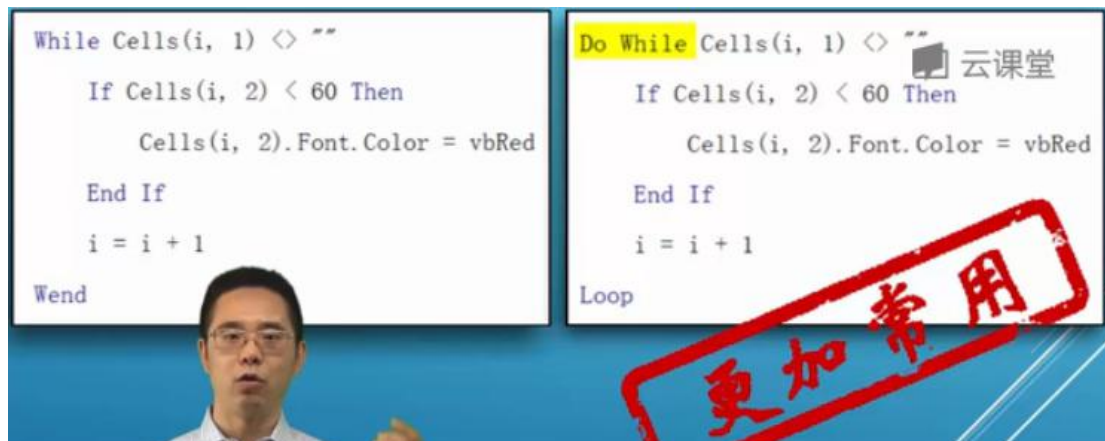 While Cells(i, 1) <> ""
If Cells(i, 2) < 60 Then
Cells(i, 2).Font.Color = vbRed
End If
i = i + 1
Wend
Do While Cells(i, 1) <> ""
云课堂
If Cells(i, 2) < 60 Then
Cells(i, 2).Font.Color = vbRed
End If
i = i + 1
Loop
更加常用